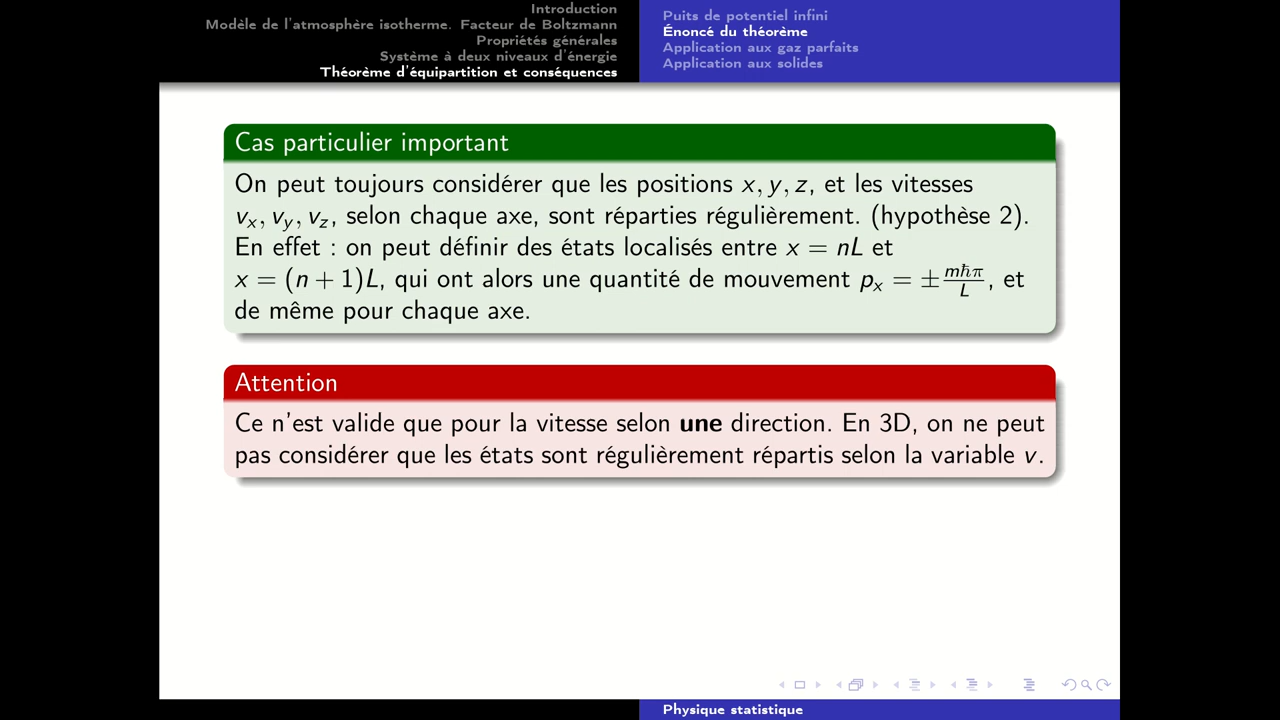 Introduction
Modèle de l'atmosphère isotherme. Facteur de Boltzmann
Propriétés générales
Système à deux niveaux d'énergie
Théorème d'équipartition et conséquences
Puits de potentiel infini
Énoncé du théorème
Application aux gaz parfaits
Application aux solides
Cas particulier important
On peut toujours considérer que les positions x, y, z, et les vitesses
vₓ, v_y, v_z, selon chaque axe, sont réparties régulièrement. (hypothèse 2).
En effet : on peut définir des états localisés entre x = nL et
x = (n + 1)L, qui ont alors une quantité de mouvement pₓ = ±mℏπ/L, et
de même pour chaque axe.
Attention
Ce n'est valide que pour la vitesse selon une direction. En 3D, on ne peut
pas considérer que les états sont régulièrement répartis selon la variable v.
Physique statistique